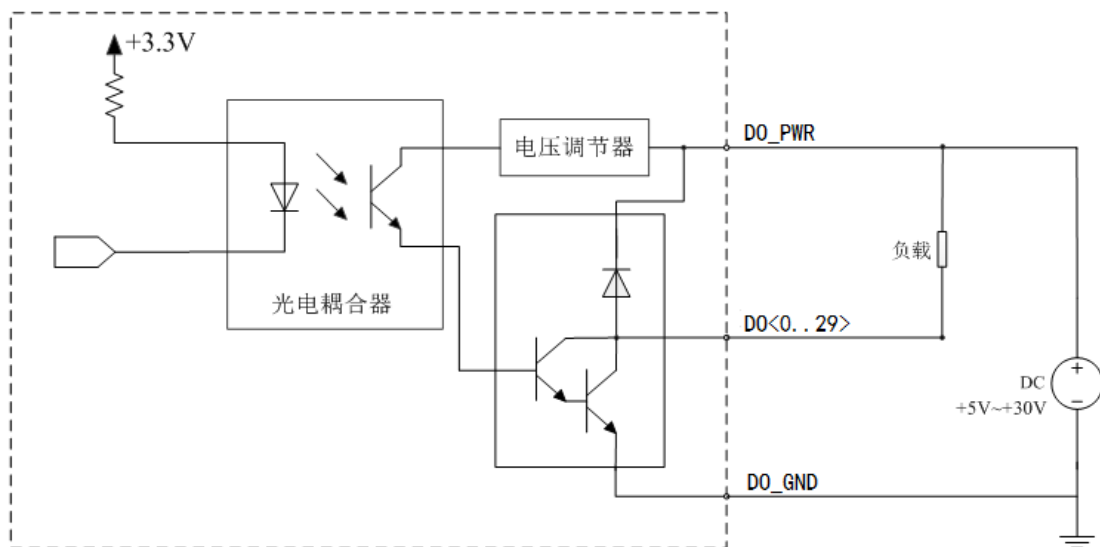 +3.3V
电压调节器
DO_PWR
光电耦合器
负载
DO<0..29>
DC
+5V~+30V
+
−
DO_GND